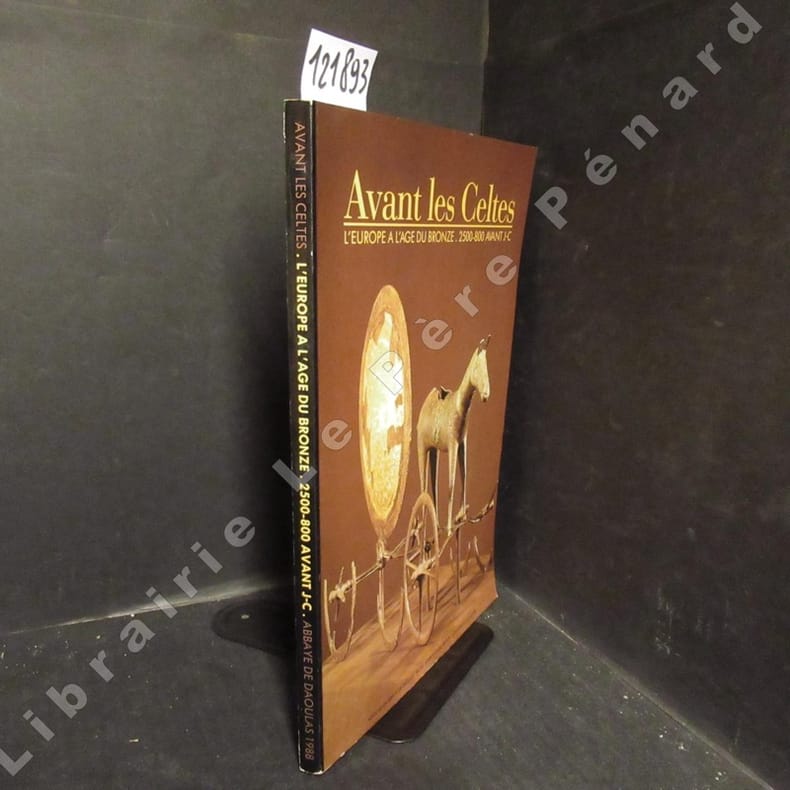 121893
Avant les Celtes
L'EUROPE A L'AGE DU BRONZE . 2500-800 AVANT J-C
AVANT LES CELTES . L'EUROPE A L'AGE DU BRONZE . 2500-800 AVANT J-C . ABBAYE DE DAOULAS 1988
Librairie Le Père Pénard